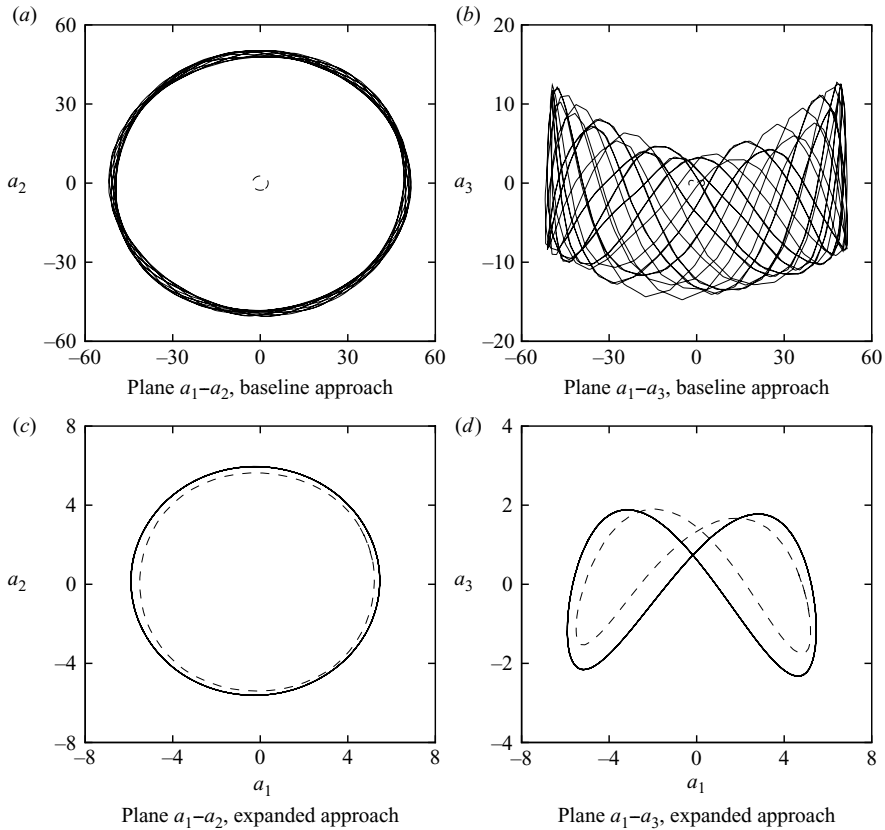 (a)
60
30
a2
0
–30
–60
–60 –30 0 30 60
Plane a1–a2, baseline approach
(b)
20
10
a3
0
–10
–20
–60 –30 0 30 60
Plane a1–a3, baseline approach
(c)
8
4
a2
0
–4
–8
–8 –4 0 4 8
a1
Plane a1–a2, expanded approach
(d)
4
2
a3
0
–2
–4
–8 –4 0 4 8
a1
Plane a1–a3, expanded approach